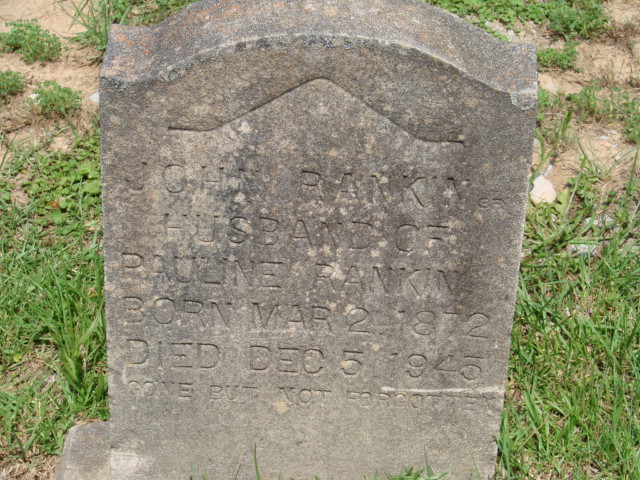 JOHN RANKIN SR
HUSBAND OF
PAULINE RANKIN
BORN MAR 2 1872
DIED DEC 5 1945
GONE BUT NOT FORGOTTEN